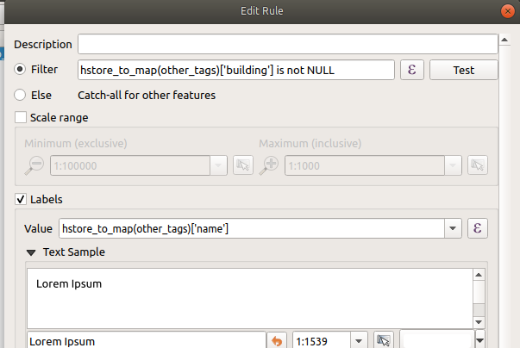 Edit Rule
Description
Filter hstore_to_map(other_tags)['building'] is not NULL ε Test
Else Catch-all for other features
Scale range
Minimum (exclusive) Maximum (inclusive)
1:100000 1:1000
Labels
Value hstore_to_map(other_tags)['name'] ε
Text Sample
Lorem Ipsum
Lorem Ipsum 1:1539